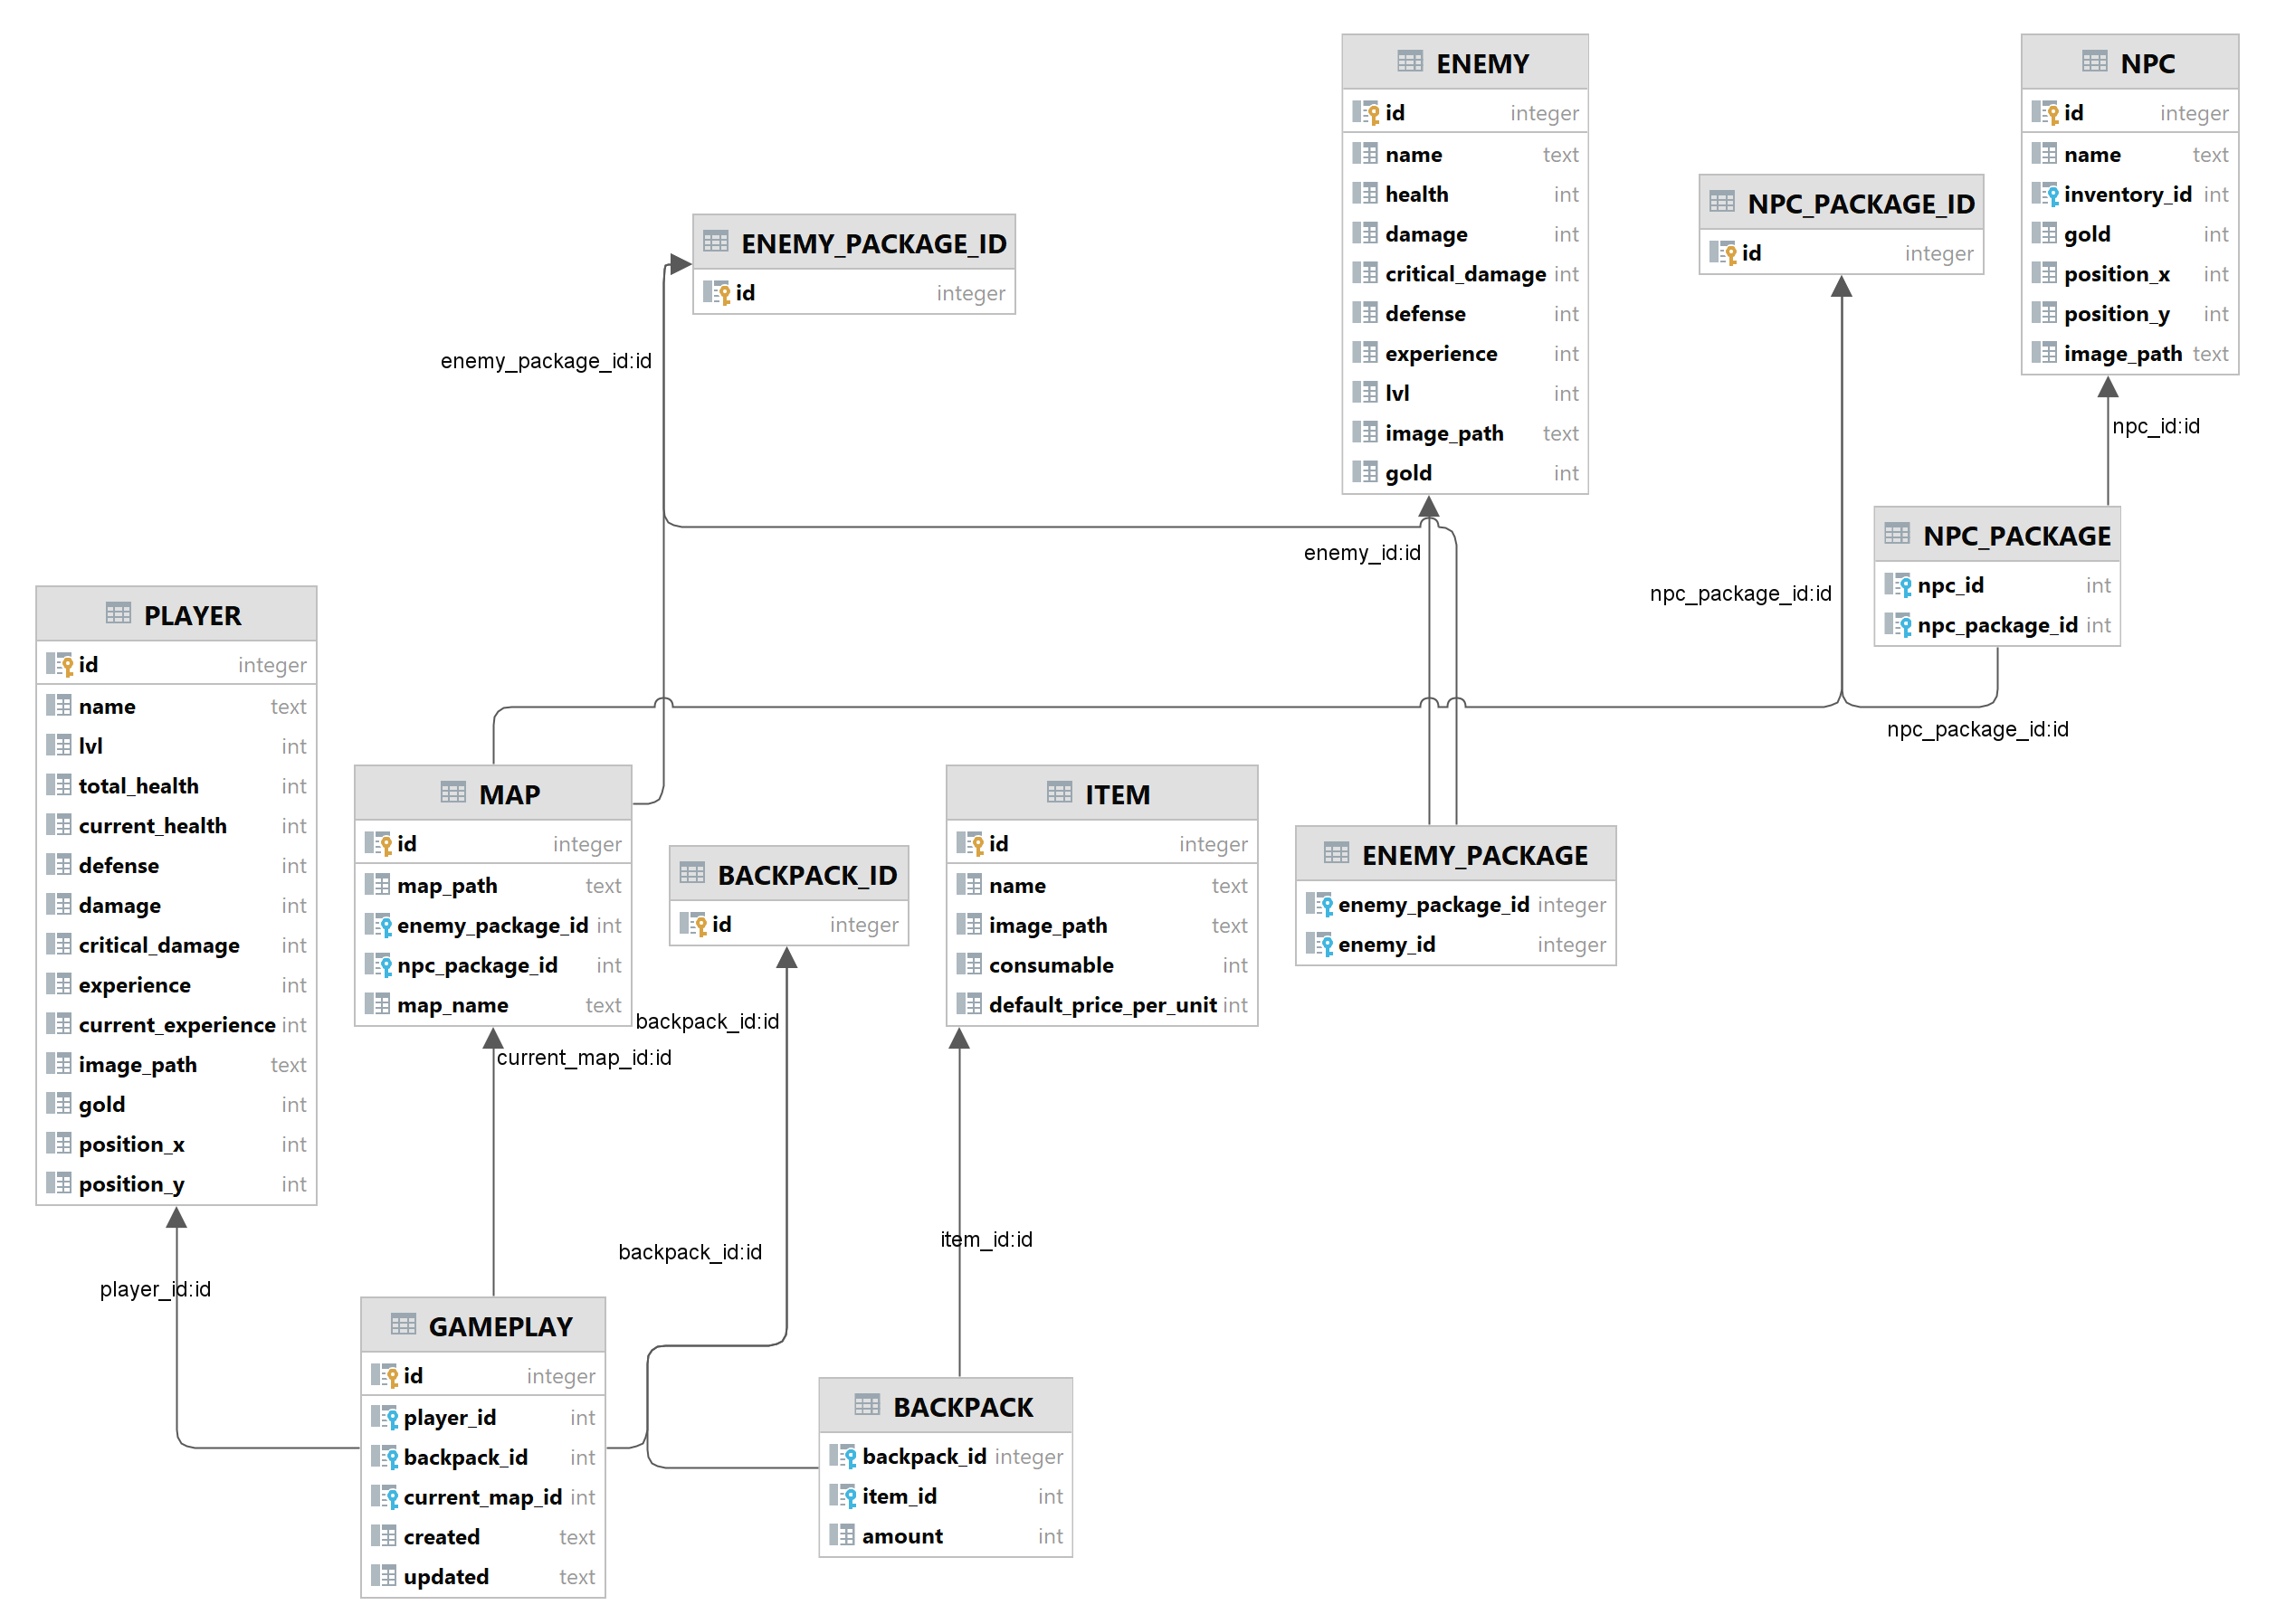 ENEMY
id integer
name text
health int
damage int
critical_damage int
defense int
experience int
lvl int
image_path text
gold int
NPC
id integer
name text
inventory_id int
gold int
position_x int
position_y int
image_path text
NPC_PACKAGE_ID
id integer
ENEMY_PACKAGE_ID
id integer
enemy_package_id:id
npc_id:id
enemy_id:id
npc_package_id:id
NPC_PACKAGE
npc_id int
npc_package_id int
npc_package_id:id
PLAYER
id integer
name text
lvl int
total_health int
current_health int
defense int
damage int
critical_damage int
experience int
current_experience int
image_path text
gold int
position_x int
position_y int
MAP
id integer
map_path text
enemy_package_id int
npc_package_id int
map_name text
BACKPACK_ID
id integer
ITEM
id integer
name text
image_path text
consumable int
default_price_per_unit int
ENEMY_PACKAGE
enemy_package_id integer
enemy_id integer
backpack_id:id
current_map_id:id
backpack_id:id
item_id:id
player_id:id
GAMEPLAY
id integer
player_id int
backpack_id int
current_map_id int
created text
updated text
BACKPACK
backpack_id integer
item_id int
amount int